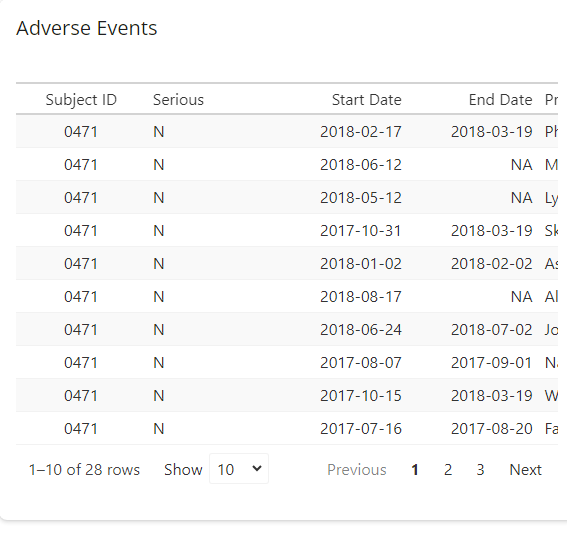 Adverse Events
Subject ID Serious Start Date End Date Pr
0471 N 2018-02-17 2018-03-19 Ph
0471 N 2018-06-12 NA M
0471 N 2018-05-12 NA Ly
0471 N 2017-10-31 2018-03-19 Sk
0471 N 2018-01-02 2018-02-02 As
0471 N 2018-08-17 NA Al
0471 N 2018-06-24 2018-07-02 Jo
0471 N 2017-08-07 2017-09-01 Na
0471 N 2017-10-15 2018-03-19 W
0471 N 2017-07-16 2017-08-20 Fa
1–10 of 28 rows Show 10 Previous 1 2 3 Next